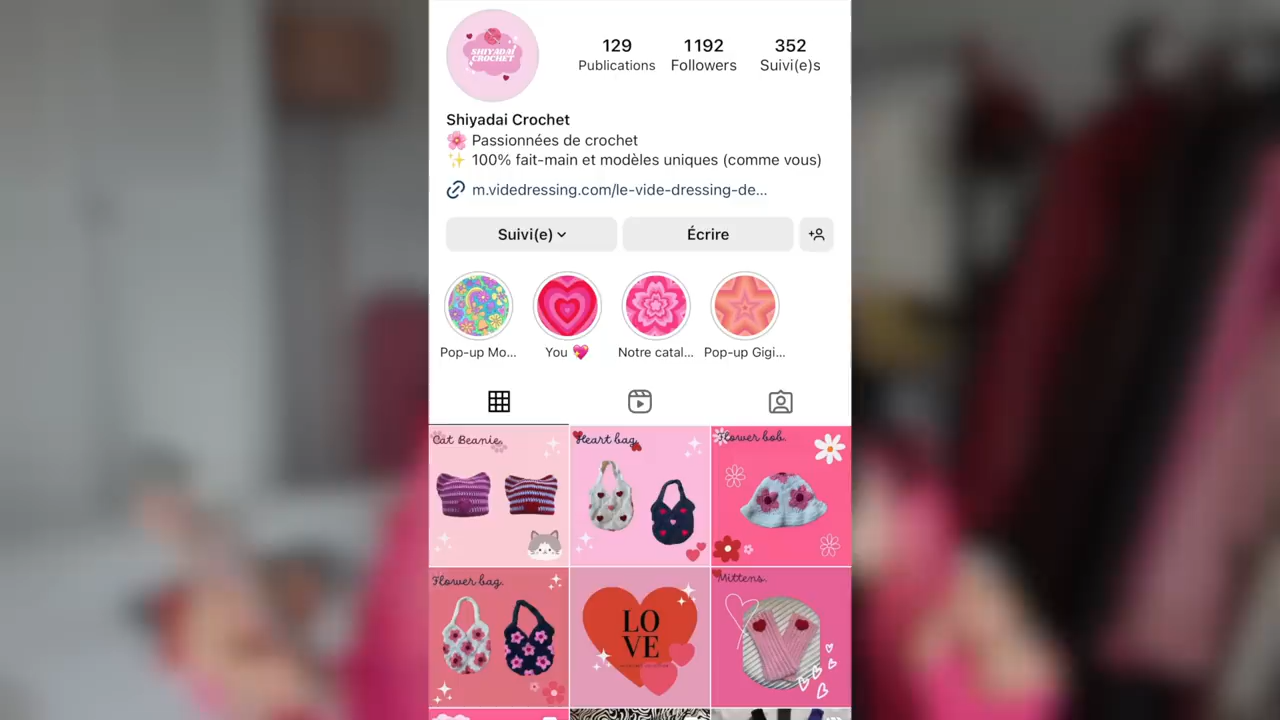 SHIYADAI
CROCHET
129
Publications
1 192
Followers
352
Suivi(e)s
Shiyadai Crochet
🌸 Passionnées de crochet
✨ 100% fait-main et modèles uniques (comme vous)
m.videdressing.com/le-vide-dressing-de...
Suivi(e)
Écrire
Pop-up Mo...
You 💖
Notre catal...
Pop-up Gigi...
Cat Beanie.
Heart bag.
Flower bob.
Flower bag.
LO
VE
Mittens.